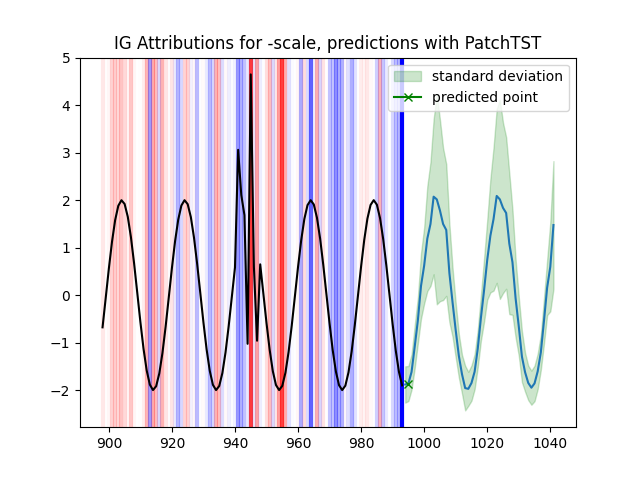 IG Attributions for -scale, predictions with PatchTST
standard deviation
predicted point
5
4
3
2
1
0
−1
−2
900 920 940 960 980 1000 1020 1040